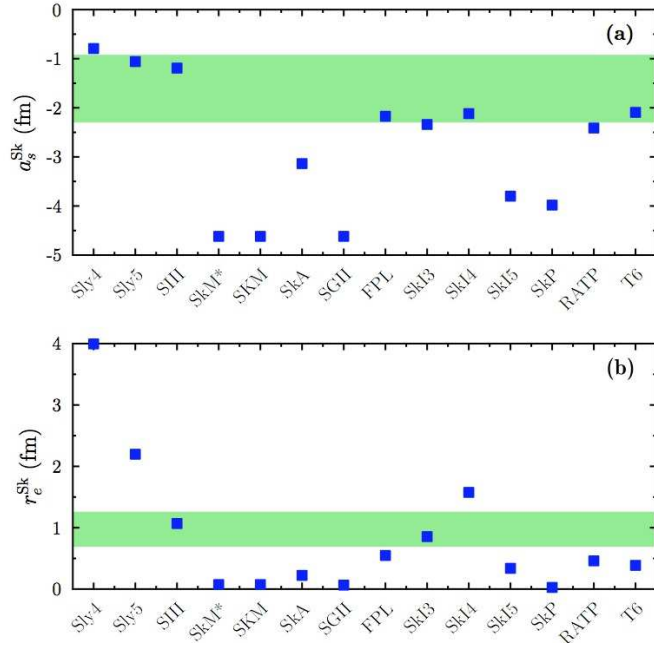 0
(a)
-1
-2
-3
-4
-5
a_s^Sk (fm)
Sly4 Sly5 SIII SkM* SKM SkA SGII FPL SkI3 SkI4 SkI5 SkP RATP T6
4
(b)
3
2
1
0
r_e^Sk (fm)
Sly4 Sly5 SIII SkM* SKM SkA SGII FPL SkI3 SkI4 SkI5 SkP RATP T6